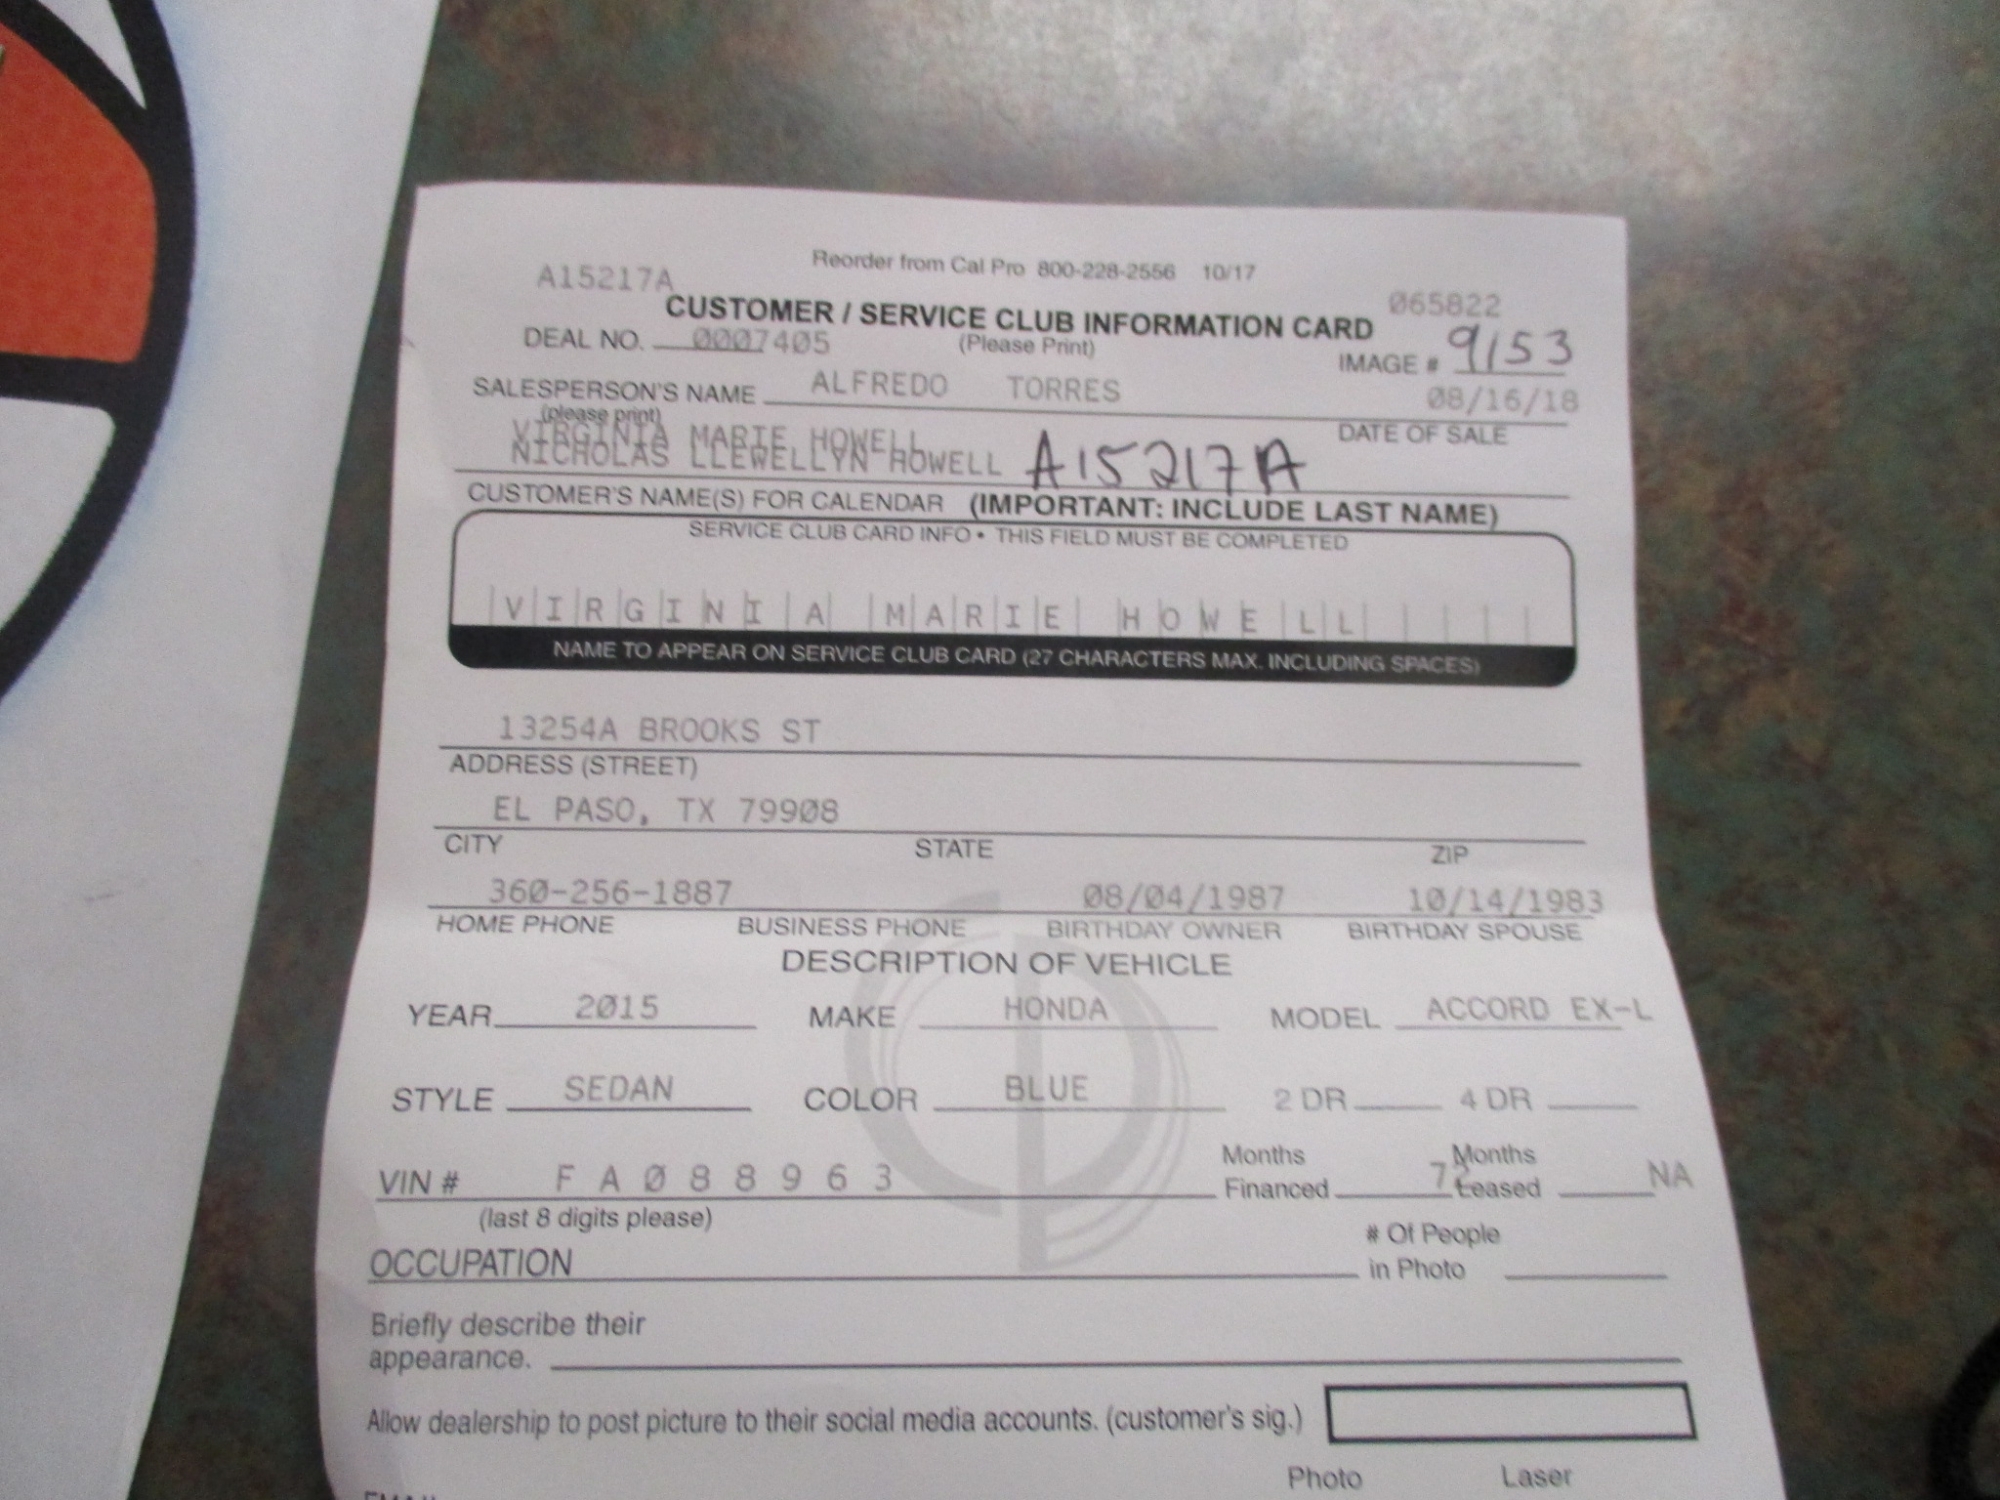 Reorder from Cal Pro 800-228-2556 10/17
A15217A
065822
CUSTOMER / SERVICE CLUB INFORMATION CARD
DEAL NO. 0007405 (Please Print) IMAGE # 9153
SALESPERSON'S NAME ALFREDO TORRES 08/16/18
(please print) DATE OF SALE
VIRGINIA MARIE HOWELL
NICHOLAS LLEWELLYN HOWELL A15217A
CUSTOMER'S NAME(S) FOR CALENDAR (IMPORTANT: INCLUDE LAST NAME)
SERVICE CLUB CARD INFO • THIS FIELD MUST BE COMPLETED
VIRGINIA MARIE HOWELL
NAME TO APPEAR ON SERVICE CLUB CARD (27 CHARACTERS MAX. INCLUDING SPACES)
13254A BROOKS ST
ADDRESS (STREET)
EL PASO, TX 79908
CITY STATE ZIP
360-256-1887 08/04/1987 10/14/1983
HOME PHONE BUSINESS PHONE BIRTHDAY OWNER BIRTHDAY SPOUSE
DESCRIPTION OF VEHICLE
YEAR 2015 MAKE HONDA MODEL ACCORD EX-L
STYLE SEDAN COLOR BLUE 2 DR 4 DR
VIN # F A 0 8 8 9 6 3 Months Financed 72 Months Leased NA
(last 8 digits please)
OCCUPATION # Of People in Photo
Briefly describe their
appearance.
Allow dealership to post picture to their social media accounts. (customer's sig.)
Photo Laser